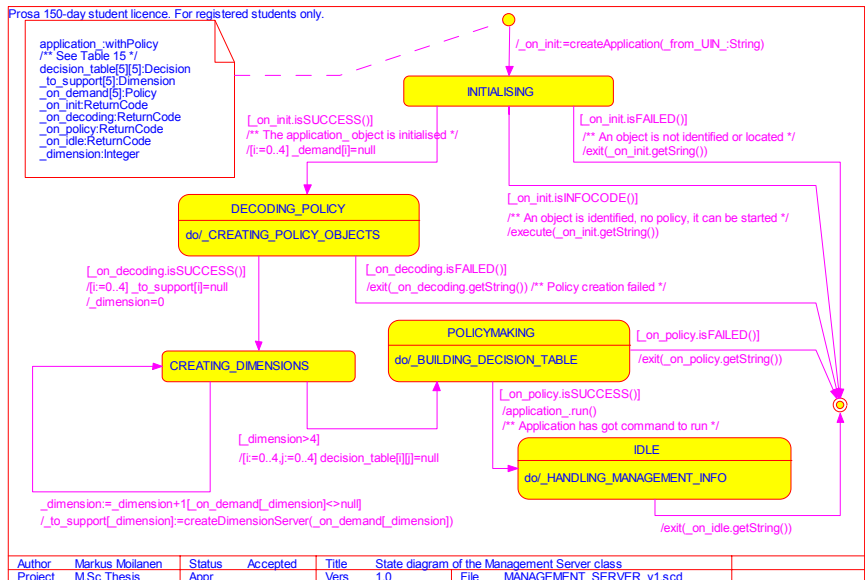 Prosa 150-day student licence. For registered students only.
application_:withPolicy
/** See Table 15 */
decision_table[5][5]:Decision
_to_support[5]:Dimension
_on_demand[5]:Policy
_on_init:ReturnCode
_on_decoding:ReturnCode
_on_policy:ReturnCode
_on_idle:ReturnCode
_dimension:Integer
/_on_init:=createApplication(_from_UIN_:String)
INITIALISING
[_on_init.isSUCCESS()]
/** The application_ object is initialised */
/[i:=0..4] _demand[i]=null
[_on_init.isFAILED()]
/** An object is not identified or located */
/exit(_on_init.getSring())
[_on_init.isINFOCODE()]
/** An object is identified, no policy, it can be started */
/execute(_on_init.getString())
DECODING_POLICY
do/_CREATING_POLICY_OBJECTS
[_on_decoding.isSUCCESS()]
/[i:=0..4] _to_support[i]=null
/_dimension=0
[_on_decoding.isFAILED()]
/exit(_on_decoding.getString()) /** Policy creation failed */
POLICYMAKING
do/_BUILDING_DECISION_TABLE
[_on_policy.isFAILED()]
/exit(_on_policy.getString())
CREATING_DIMENSIONS
[_on_policy.isSUCCESS()]
/application_.run()
/** Application has got command to run */
[_dimension>4]
/[i:=0..4,j:=0..4] decision_table[i][j]=null
IDLE
do/_HANDLING_MANAGEMENT_INFO
_dimension:=_dimension+1[_on_demand[_dimension]<>null]
/_to_support[_dimension]:=createDimensionServer(_on_demand[_dimension])
/exit(_on_idle.getString())
Author Markus Moilanen Status Accepted Title State diagram of the Management Server class
Project M.Sc Thesis Appr. Vers 1.0 File MANAGEMENT_SERVER_v1.scd